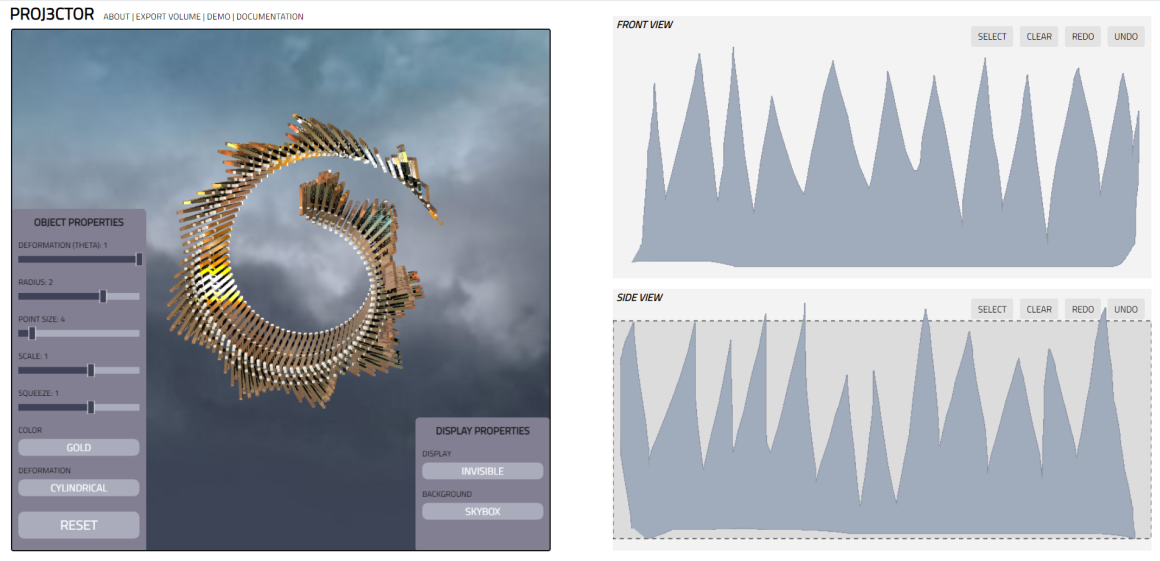 PROJ3CTOR ABOUT | EXPORT VOLUME | DEMO | DOCUMENTATION
OBJECT PROPERTIES
DEFORMATION (THETA): 1
RADIUS: 2
POINT SIZE: 4
SCALE: 1
SQUEEZE: 1
COLOR
GOLD
DEFORMATION
CYLINDRICAL
RESET
DISPLAY PROPERTIES
DISPLAY
INVISIBLE
BACKGROUND
SKYBOX
FRONT VIEW
SELECT CLEAR REDO UNDO
SIDE VIEW
SELECT CLEAR REDO UNDO